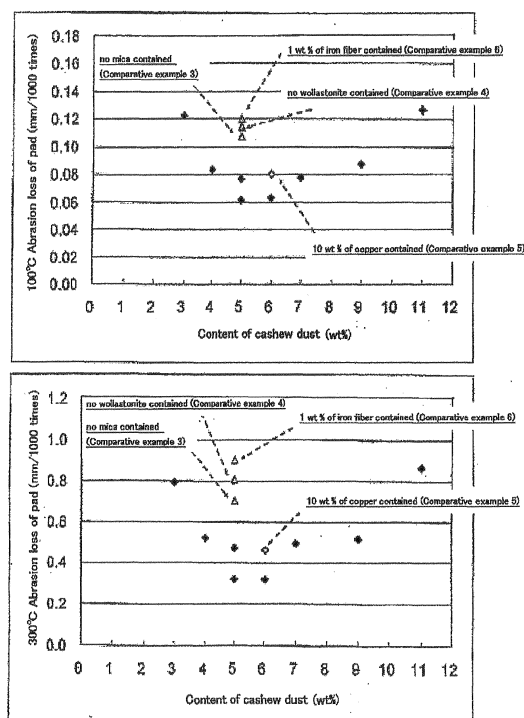 0.18
0.16
0.14
0.12
0.10
0.08
0.06
0.04
0.02
0.00
100°C Abrasion loss of pad (mm/1000 times)
1 wt % of iron fiber contained (Comparative example 6)
no mica contained
(Comparative example 3)
no wollastonite contained (Comparative example 4)
10 wt % of copper contained (Comparative example 5)
0 1 2 3 4 5 6 7 8 9 10 11 12
Content of cashew dust (wt%)
1.2
1.0
0.8
0.6
0.4
0.2
0.0
300°C Abrasion loss of pad (mm/1000 times)
no wollastonite contained (Comparative example 4)
no mica contained
(Comparative example 3)
1 wt % of iron fiber contained (Comparative example 6)
10 wt % of copper contained (Comparative example 5)
0 1 2 3 4 5 6 7 8 9 10 11 12
Content of cashew dust (wt%)